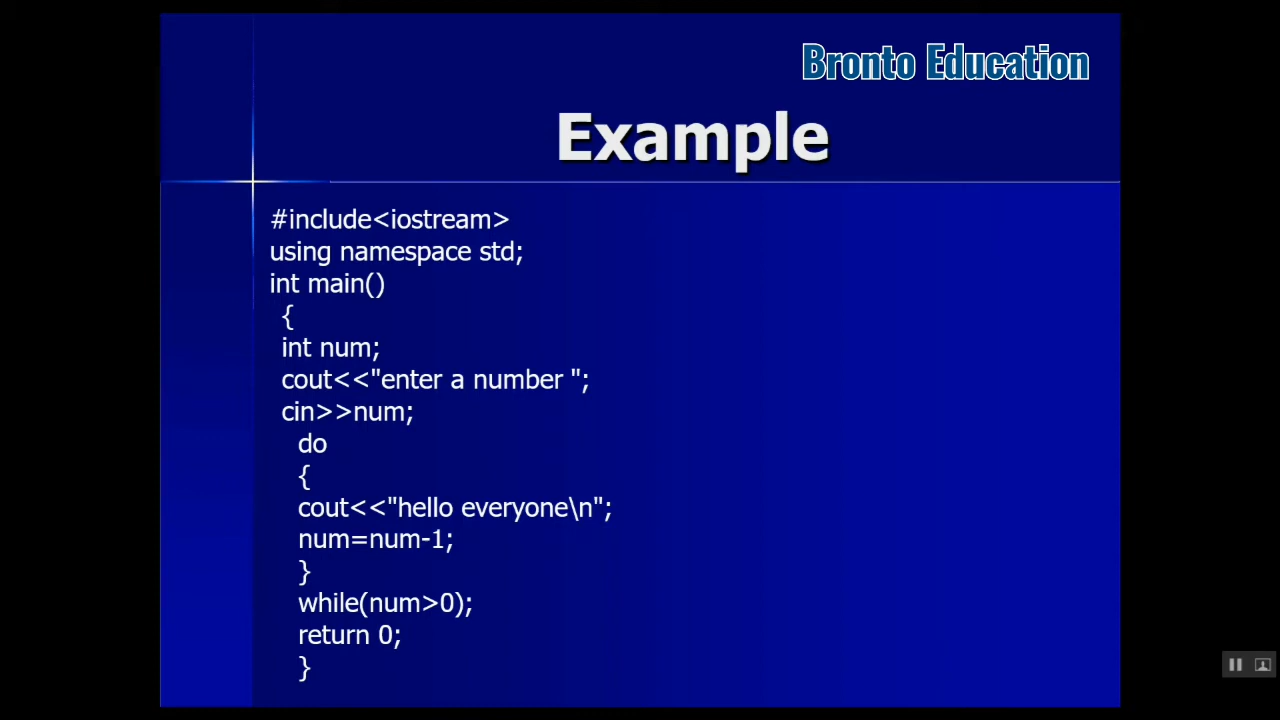 Bronto Education
Example
#include<iostream>
using namespace std;
int main()
{
int num;
cout<<"enter a number ";
cin>>num;
do
{
cout<<"hello everyone\n";
num=num-1;
}
while(num>0);
return 0;
}